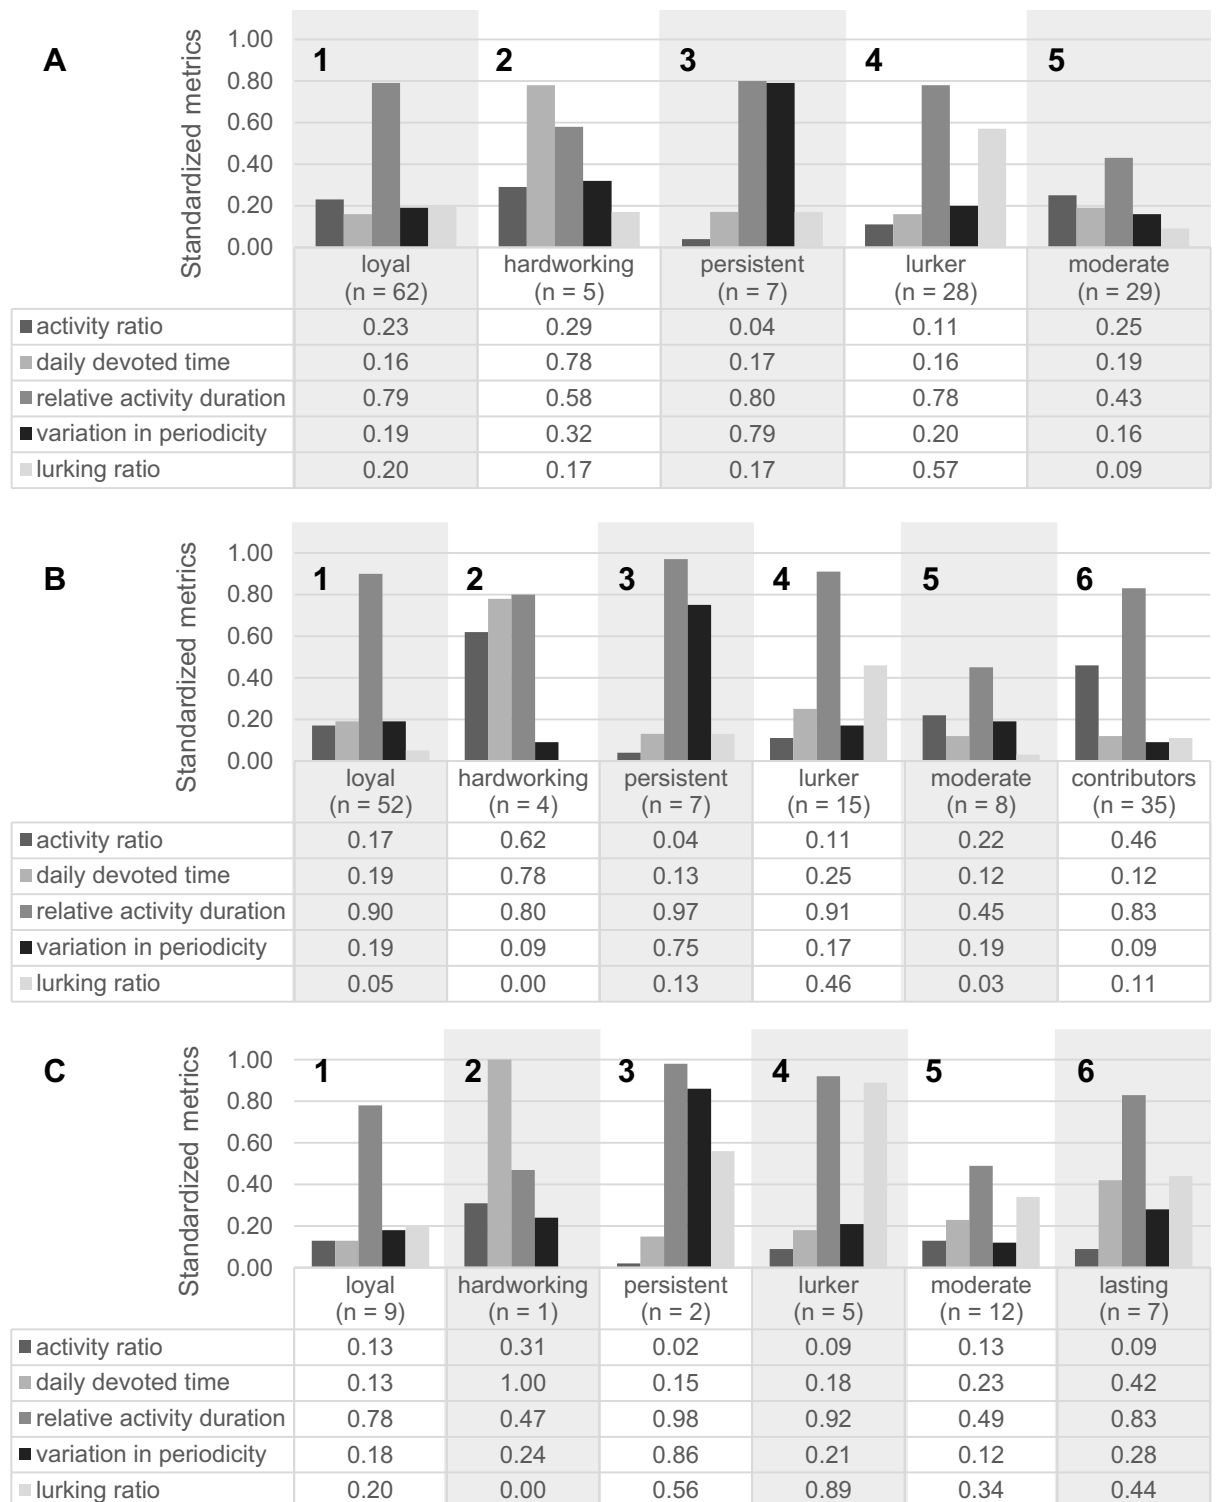 A
Standardized metrics
1.00
0.80
0.60
0.40
0.20
0.00
1 2 3 4 5
loyal hardworking persistent lurker moderate
(n = 62) (n = 5) (n = 7) (n = 28) (n = 29)
activity ratio 0.23 0.29 0.04 0.11 0.25
daily devoted time 0.16 0.78 0.17 0.16 0.19
relative activity duration 0.79 0.58 0.80 0.78 0.43
variation in periodicity 0.19 0.32 0.79 0.20 0.16
lurking ratio 0.20 0.17 0.17 0.57 0.09
B
Standardized metrics
1.00
0.80
0.60
0.40
0.20
0.00
1 2 3 4 5 6
loyal hardworking persistent lurker moderate contributors
(n = 52) (n = 4) (n = 7) (n = 15) (n = 8) (n = 35)
activity ratio 0.17 0.62 0.04 0.11 0.22 0.46
daily devoted time 0.19 0.78 0.13 0.25 0.12 0.12
relative activity duration 0.90 0.80 0.97 0.91 0.45 0.83
variation in periodicity 0.19 0.09 0.75 0.17 0.19 0.09
lurking ratio 0.05 0.00 0.13 0.46 0.03 0.11
C
Standardized metrics
1.00
0.80
0.60
0.40
0.20
0.00
1 2 3 4 5 6
loyal hardworking persistent lurker moderate lasting
(n = 9) (n = 1) (n = 2) (n = 5) (n = 12) (n = 7)
activity ratio 0.13 0.31 0.02 0.09 0.13 0.09
daily devoted time 0.13 1.00 0.15 0.18 0.23 0.42
relative activity duration 0.78 0.47 0.98 0.92 0.49 0.83
variation in periodicity 0.18 0.24 0.86 0.21 0.12 0.28
lurking ratio 0.20 0.00 0.56 0.89 0.34 0.44